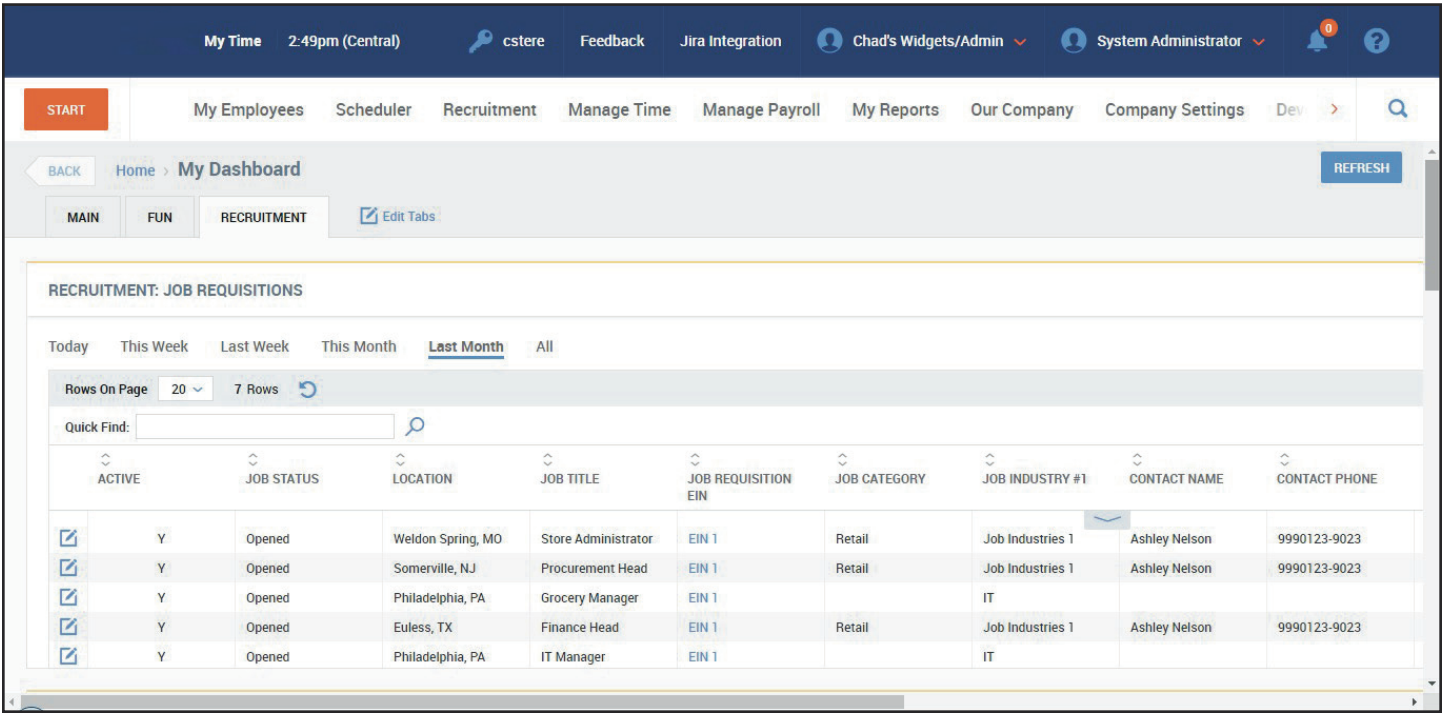 My Time 2:49pm (Central) cstere Feedback Jira Integration Chad's Widgets/Admin System Administrator 0 ?
START My Employees Scheduler Recruitment Manage Time Manage Payroll My Reports Our Company Company Settings Dev
BACK Home › My Dashboard REFRESH
MAIN FUN RECRUITMENT Edit Tabs
RECRUITMENT: JOB REQUISITIONS
Today This Week Last Week This Month Last Month All
Rows On Page 20 7 Rows
Quick Find:
ACTIVE JOB STATUS LOCATION JOB TITLE JOB REQUISITION EIN JOB CATEGORY JOB INDUSTRY #1 CONTACT NAME CONTACT PHONE
Y Opened Weldon Spring, MO Store Administrator EIN 1 Retail Job Industries 1 Ashley Nelson 9990123-9023
Y Opened Somerville, NJ Procurement Head EIN 1 Retail Job Industries 1 Ashley Nelson 9990123-9023
Y Opened Philadelphia, PA Grocery Manager EIN 1 IT
Y Opened Euless, TX Finance Head EIN 1 Retail Job Industries 1 Ashley Nelson 9990123-9023
Y Opened Philadelphia, PA IT Manager EIN 1 IT